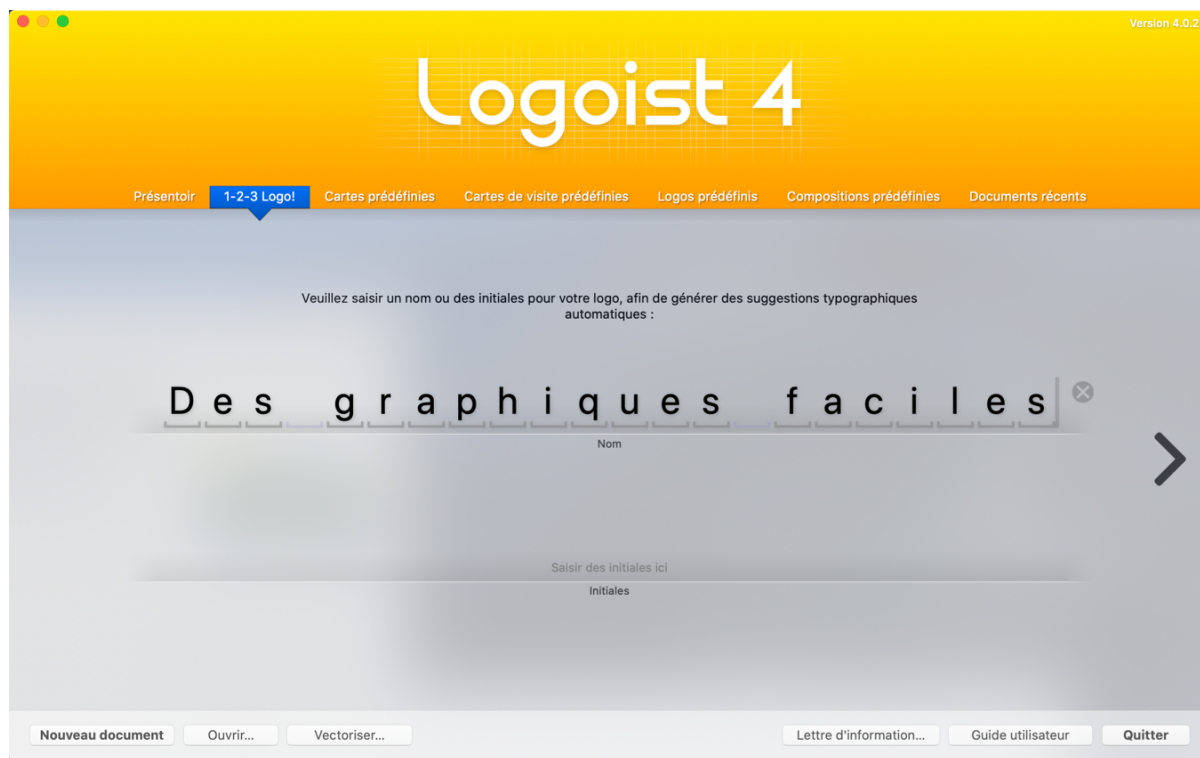 Version 4.0.2
Logoist 4
Présentoir 1-2-3 Logo! Cartes prédéfinies Cartes de visite prédéfinies Logos prédéfinis Compositions prédéfinies Documents récents
Veuillez saisir un nom ou des initiales pour votre logo, afin de générer des suggestions typographiques
automatiques :
Des graphiques faciles
Nom
Saisir des initiales ici
Initiales
Nouveau document Ouvrir... Vectoriser... Lettre d'information... Guide utilisateur Quitter